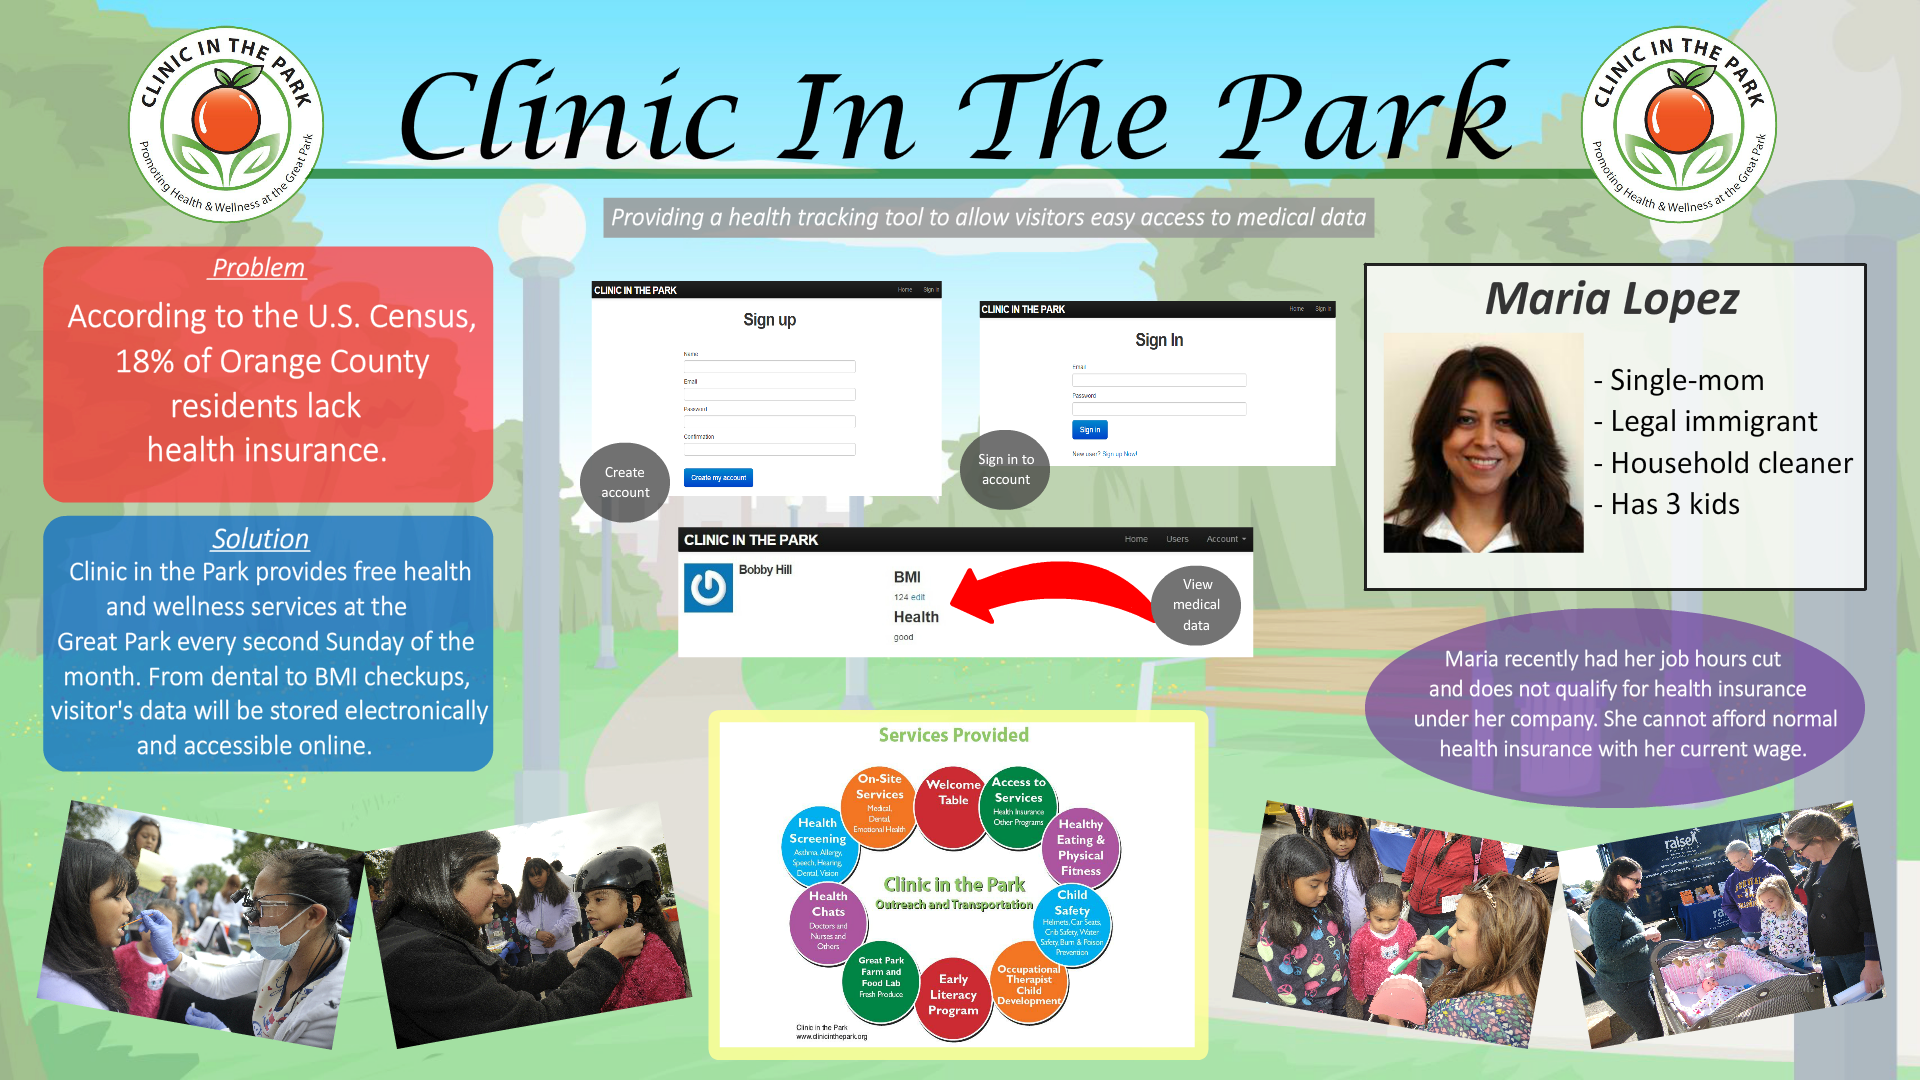 CLINIC IN THE PARK
Promoting Health & Wellness at the Great Park
Clinic In The Park
CLINIC IN THE PARK
Promoting Health & Wellness at the Great Park
Providing a health tracking tool to allow visitors easy access to medical data
Problem
According to the U.S. Census,
18% of Orange County
residents lack
health insurance.
Solution
Clinic in the Park provides free health
and wellness services at the
Great Park every second Sunday of the
month. From dental to BMI checkups,
visitor's data will be stored electronically
and accessible online.
CLINIC IN THE PARK
Home Sign in
Sign up
Name
Email
Password
Confirmation
Create my account
Create
account
CLINIC IN THE PARK
Home Sign in
Sign In
Email
Password
Sign in
New user? Sign up Now!
Sign in to
account
CLINIC IN THE PARK
Home Users Account
Bobby Hill
BMI
124 edit
Health
good
View
medical
data
Maria Lopez
- Single-mom
- Legal immigrant
- Household cleaner
- Has 3 kids
Maria recently had her job hours cut
and does not qualify for health insurance
under her company. She cannot afford normal
health insurance with her current wage.
Services Provided
Welcome
Table
Access to
Services
Health Insurance
Other Programs
Healthy
Eating &
Physical
Fitness
Child
Safety
Helmets, Car Seats,
Crib Safety, Water
Safety, Burn & Poison
Prevention
Occupational
Therapist
Child
Development
Early
Literacy
Program
Great Park
Farm and
Food Lab
Fresh Produce
Health
Chats
Doctors and
Nurses and
Others
Health
Screening
Asthma, Allergy,
Speech, Hearing,
Dental, Vision
On-Site
Services
Medical,
Dental,
Emotional Health
Clinic in the Park
Outreach and Transportation
Clinic in the Park
www.clinicinthepark.org
raise